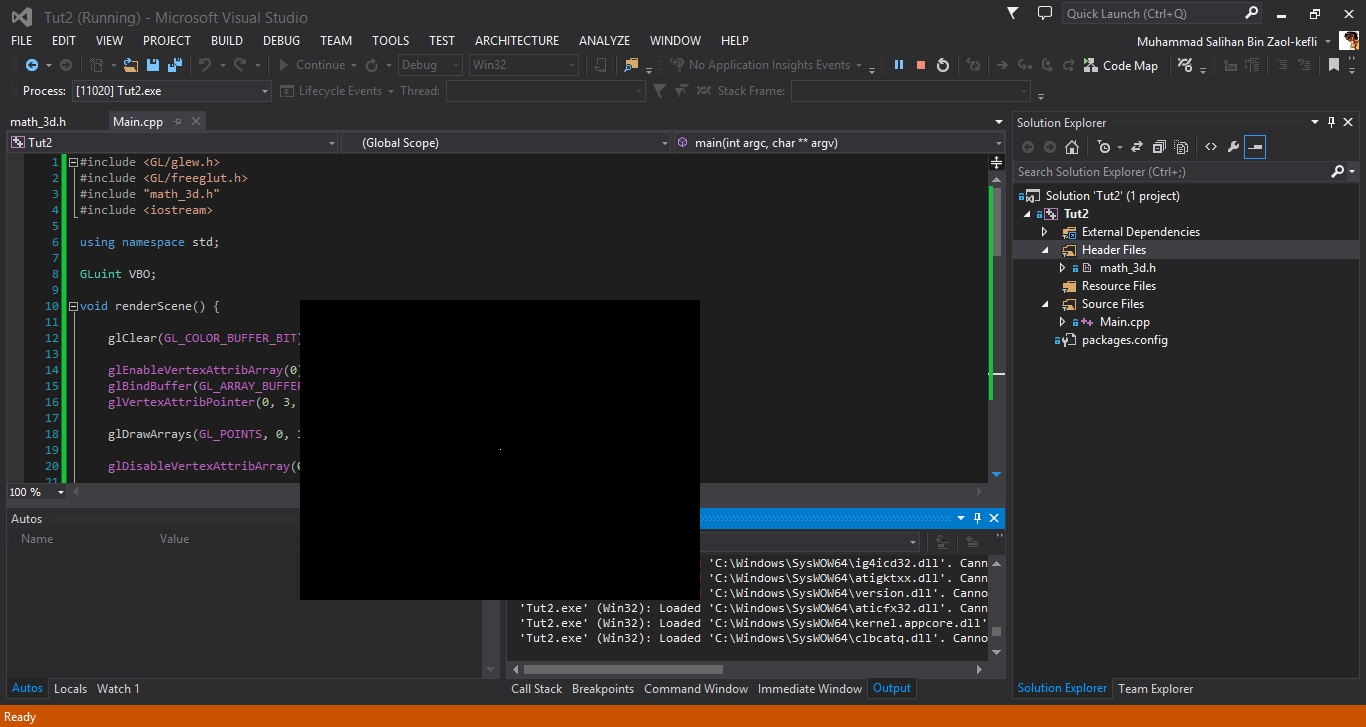 Tut2 (Running) - Microsoft Visual Studio
Quick Launch (Ctrl+Q)
FILE EDIT VIEW PROJECT BUILD DEBUG TEAM TOOLS TEST ARCHITECTURE ANALYZE WINDOW HELP
Muhammad Salihan Bin Zaol-kefli
Continue Debug Win32 No Application Insights Events Code Map
Process: [11020] Tut2.exe Lifecycle Events Thread: Stack Frame:
math_3d.h Main.cpp
Tut2 (Global Scope) main(int argc, char ** argv)
1 #include <GL/glew.h>
2 #include <GL/freeglut.h>
3 #include "math_3d.h"
4 #include <iostream>
5
6 using namespace std;
7
8 GLuint VBO;
9
10 void renderScene() {
11
12 glClear(GL_COLOR_BUFFER_BIT)
13
14 glEnableVertexAttribArray(0)
15 glBindBuffer(GL_ARRAY_BUFFER
16 glVertexAttribPointer(0, 3,
17
18 glDrawArrays(GL_POINTS, 0, 1
19
20 glDisableVertexAttribArray(0
21
100 %
Autos
Name Value
'C:\Windows\SysWOW64\ig4icd32.dll'. Cann
'C:\Windows\SysWOW64\atigktxx.dll'. Cann
'C:\Windows\SysWOW64\version.dll'. Canno
'Tut2.exe' (Win32): Loaded 'C:\Windows\SysWOW64\aticfx32.dll'. Cann
'Tut2.exe' (Win32): Loaded 'C:\Windows\SysWOW64\kernel.appcore.dll'
'Tut2.exe' (Win32): Loaded 'C:\Windows\SysWOW64\clbcatq.dll'. Canno
Autos Locals Watch 1
Call Stack Breakpoints Command Window Immediate Window Output
Solution Explorer
Search Solution Explorer (Ctrl+;)
Solution 'Tut2' (1 project)
Tut2
External Dependencies
Header Files
math_3d.h
Resource Files
Source Files
Main.cpp
packages.config
Solution Explorer Team Explorer
Ready